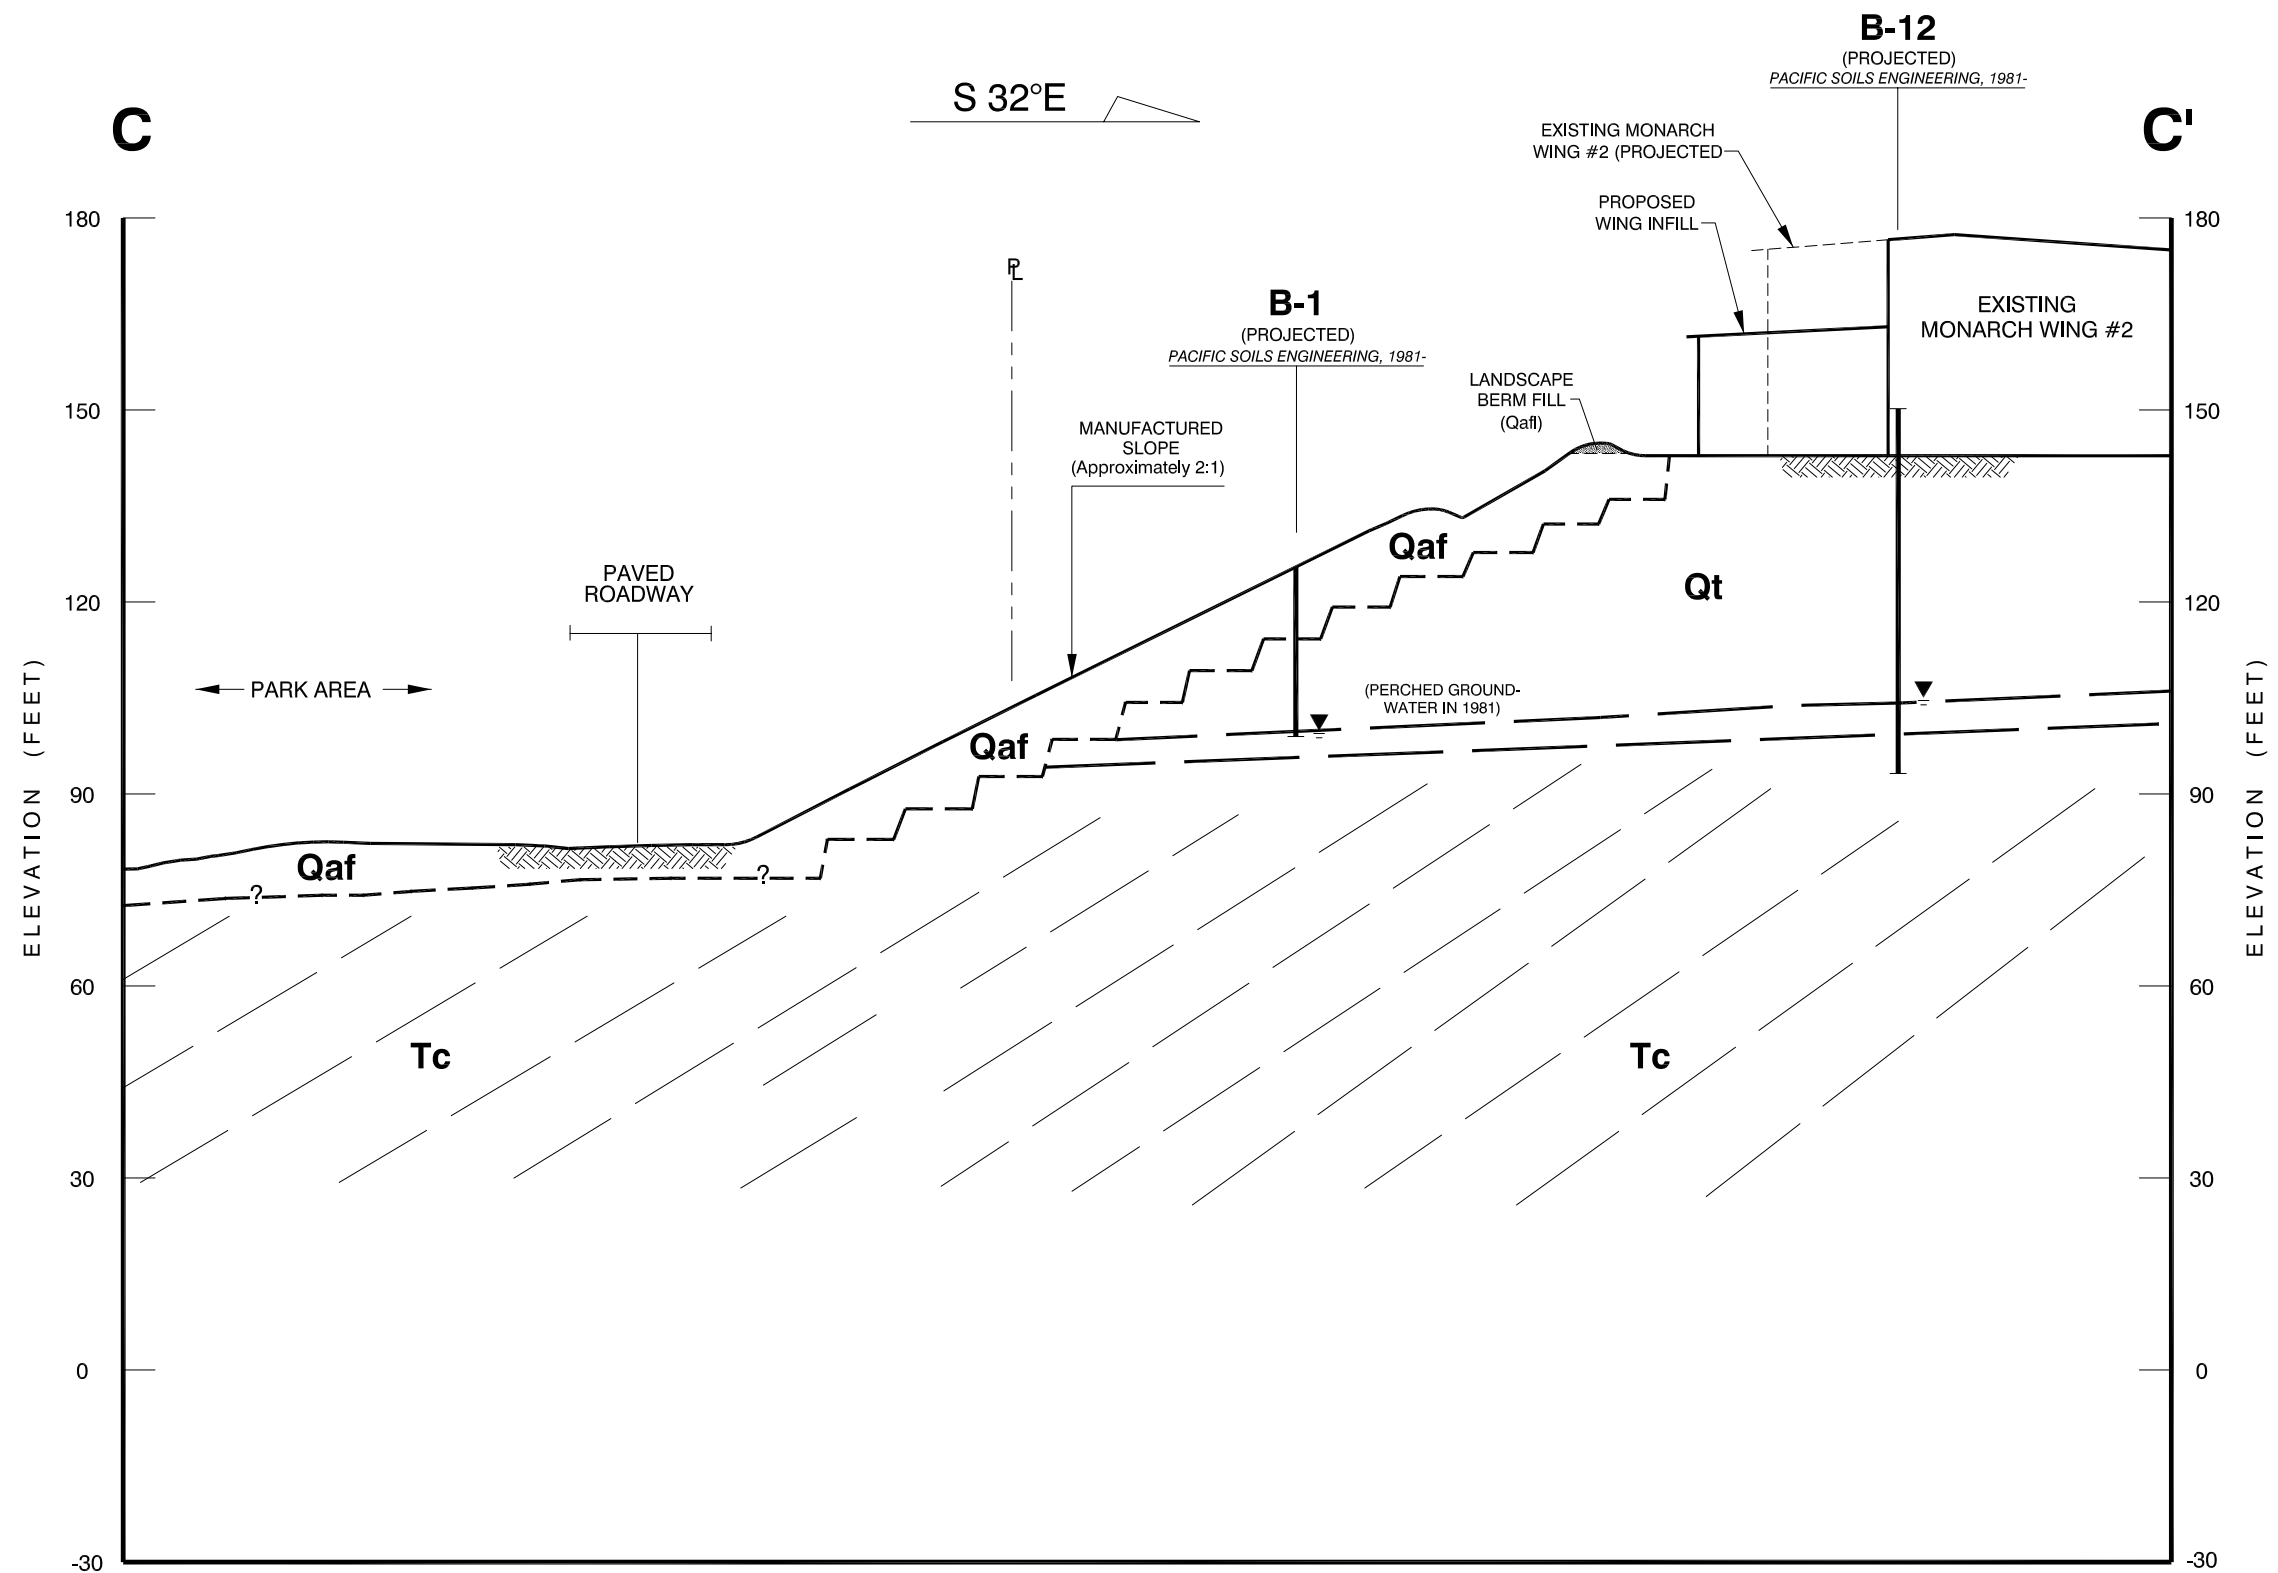 B-12
(PROJECTED)
PACIFIC SOILS ENGINEERING, 1981-
S 32°E
C
C'
EXISTING MONARCH
WING #2 (PROJECTED
PROPOSED
WING INFILL
180
180
PL
B-1
(PROJECTED)
PACIFIC SOILS ENGINEERING, 1981-
EXISTING
MONARCH WING #2
LANDSCAPE
BERM FILL
(Qafl)
150
150
MANUFACTURED
SLOPE
(Approximately 2:1)
Qaf
PAVED
ROADWAY
Qt
120
120
PARK AREA
(PERCHED GROUND-
WATER IN 1981)
Qaf
ELEVATION (FEET)
ELEVATION (FEET)
90
90
Qaf
?
?
60
60
Tc
Tc
30
30
0
0
-30
-30